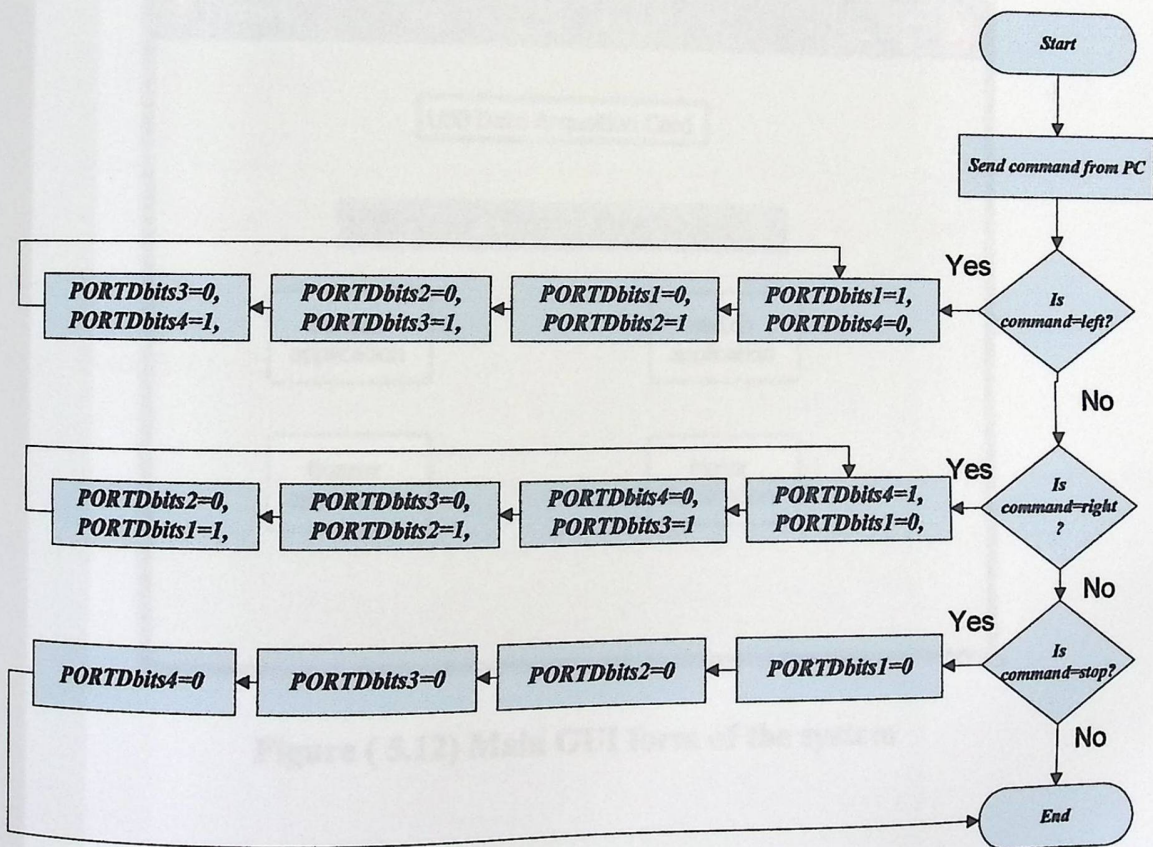 Start
Send command from PC
Is
command=left?
Yes
PORTDbits1=1,
PORTDbits4=0,
PORTDbits1=0,
PORTDbits2=1
PORTDbits2=0,
PORTDbits3=1,
PORTDbits3=0,
PORTDbits4=1,
No
Is
command=right
?
Yes
PORTDbits4=1,
PORTDbits1=0,
PORTDbits4=0,
PORTDbits3=1
PORTDbits3=0,
PORTDbits2=1,
PORTDbits2=0,
PORTDbits1=1,
No
Is
command=stop?
Yes
PORTDbits1=0
PORTDbits2=0
PORTDbits3=0
PORTDbits4=0
No
End
Figure ( 5.12) Main GUI form of the system
application
application